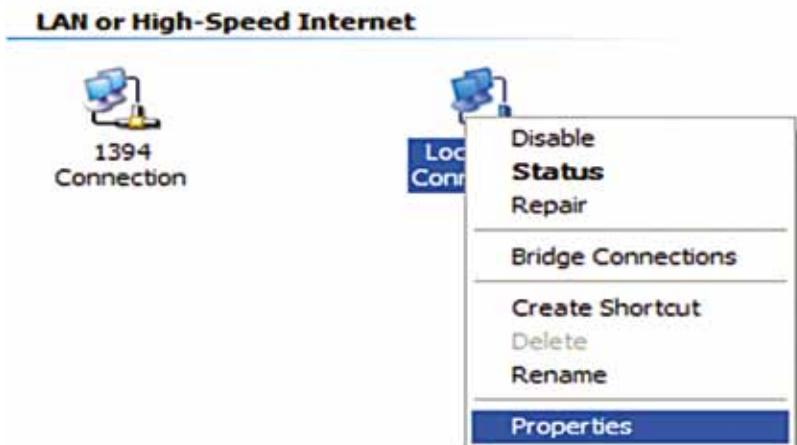 LAN or High-Speed Internet
1394
Connection
Loc
Conn
Disable
Status
Repair
Bridge Connections
Create Shortcut
Delete
Rename
Properties